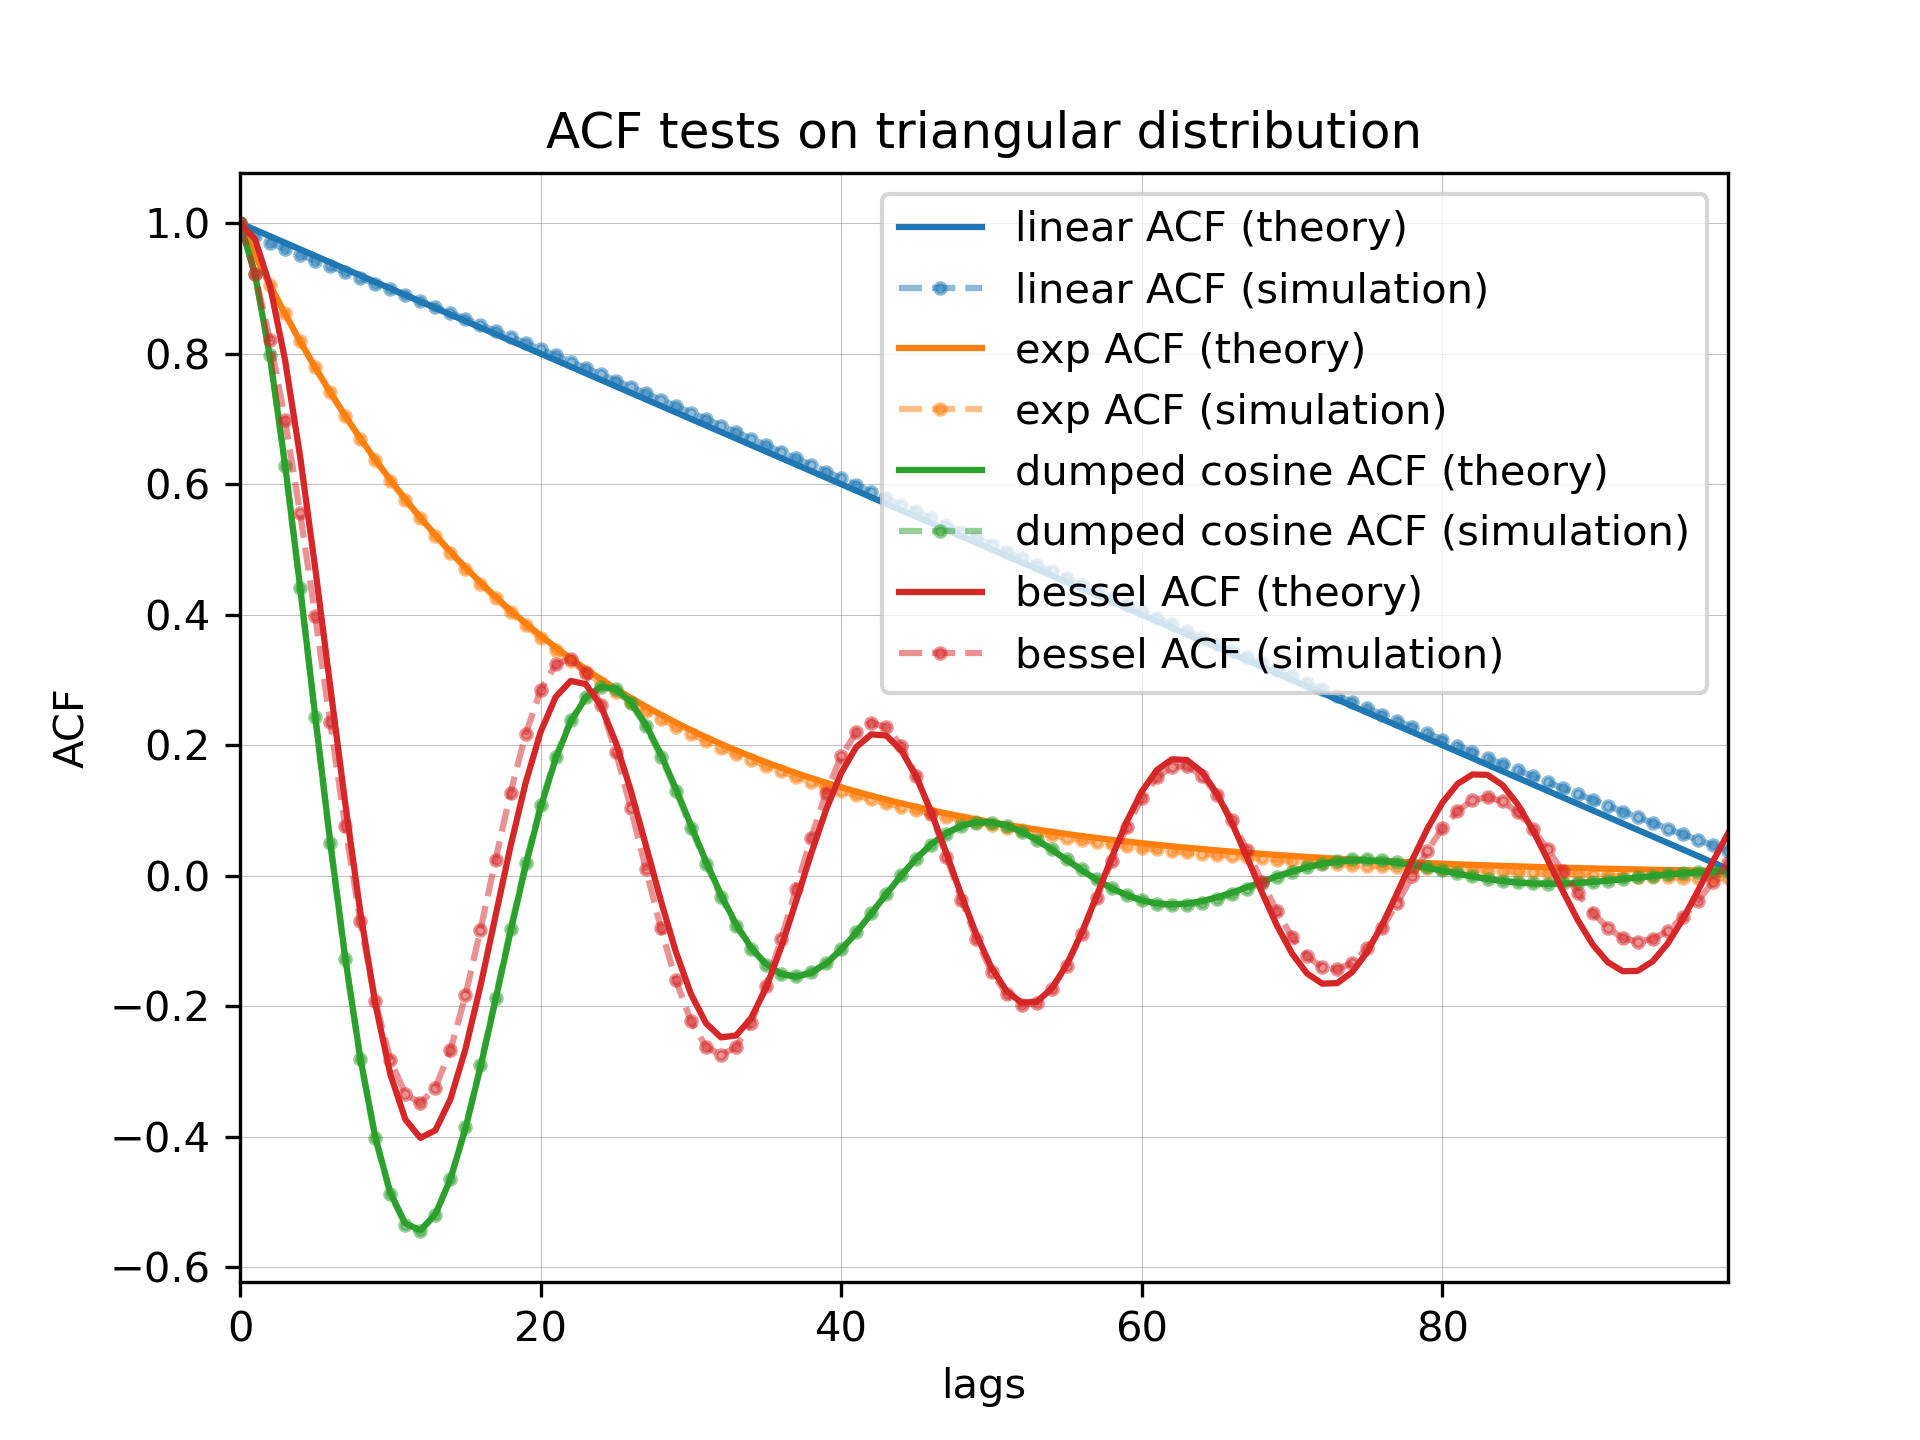 ACF tests on triangular distribution
1.0
0.8
0.6
0.4
0.2
0.0
−0.2
−0.4
−0.6
ACF
linear ACF (theory)
linear ACF (simulation)
exp ACF (theory)
exp ACF (simulation)
dumped cosine ACF (theory)
dumped cosine ACF (simulation)
bessel ACF (theory)
bessel ACF (simulation)
0 20 40 60 80
lags